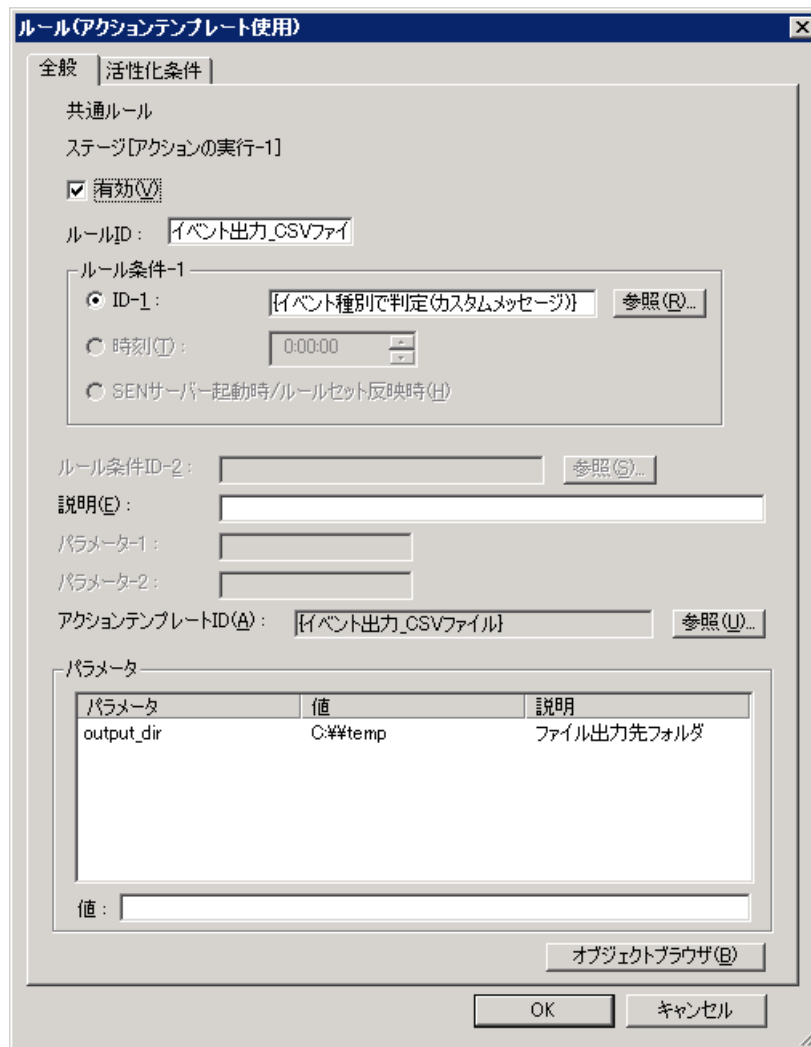 ルール(アクションテンプレート使用)
全般 活性化条件
共通ルール
ステージ[アクションの実行-1]
有効(V)
ルールID： イベント出力_CSVファイ
ルール条件-1
ID-1： {イベント種別で判定(カスタムメッセージ)} 参照(R)...
時刻(T)： 0:00:00
SENサーバー起動時/ルールセット反映時(H)
ルール条件ID-2： 参照(S)...
説明(E)：
パラメーター-1：
パラメーター-2：
アクションテンプレートID(A)： {イベント出力_CSVファイル} 参照(U)...
パラメータ
パラメータ 値 説明
output_dir C:¥¥temp ファイル出力先フォルダ
値：
オブジェクトブラウザ(B)
OK キャンセル